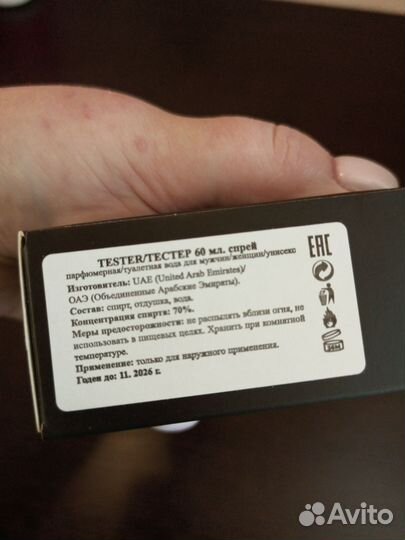 TESTER/ТЕСТЕР 60 мл. спрей
парфюмерная/туалетная вода для мужчин/женщин/унисекс
Изготовитель: UAE (United Arab Emirates)/
ОАЭ (Объединенные Арабские Эмираты).
Состав: спирт, отдушка, вода.
Концентрация спирта: 70%.
Меры предосторожности: не распылять вблизи огня, не
использовать в пищевых целях. Хранить при комнатной
температуре.
Применение: только для наружного применения.
Годен до: 11. 2026 г.
EAC
36M
Avito